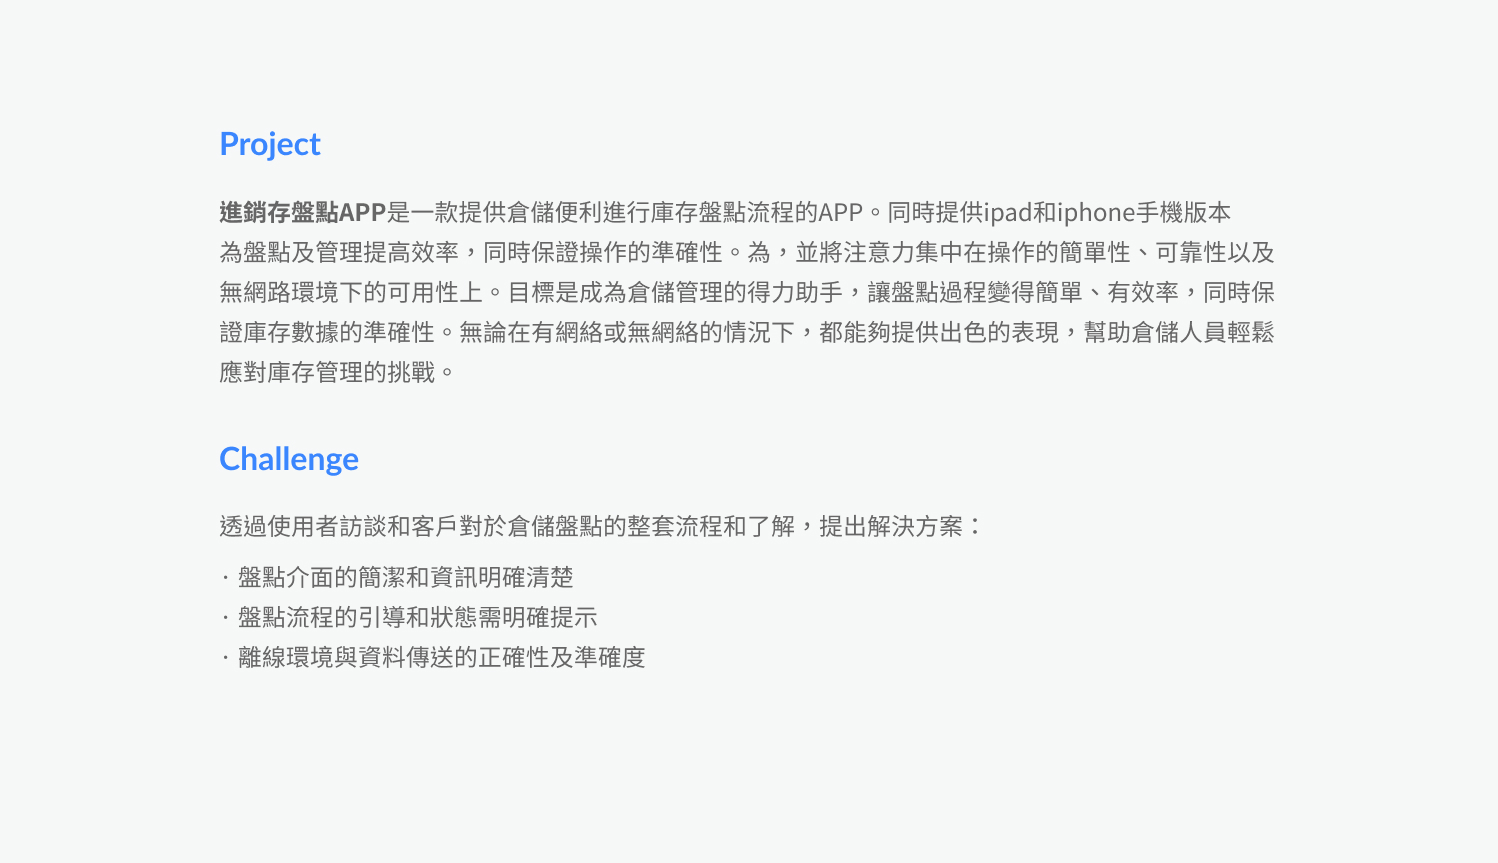 Project
進銷存盤點APP是一款提供倉儲便利進行庫存盤點流程的APP。同時提供ipad和iphone手機版本
為盤點及管理提高效率，同時保證操作的準確性。為，並將注意力集中在操作的簡單性、可靠性以及
無網路環境下的可用性上。目標是成為倉儲管理的得力助手，讓盤點過程變得簡單、有效率，同時保
證庫存數據的準確性。無論在有網絡或無網絡的情況下，都能夠提供出色的表現，幫助倉儲人員輕鬆
應對庫存管理的挑戰。
Challenge
透過使用者訪談和客戶對於倉儲盤點的整套流程和了解，提出解決方案：
· 盤點介面的簡潔和資訊明確清楚
· 盤點流程的引導和狀態需明確提示
· 離線環境與資料傳送的正確性及準確度